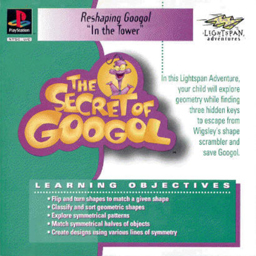 Reshaping Googol
"In the Tower"
PlayStation
LIGHTSPAN
adventures
THE
SECRET OF
GOOGOL
In this Lightspan Adventure,
your child will explore
geometry while finding
three hidden keys
to escape from
Wigsley's shape
scrambler and
save Googol.
LEARNING OBJECTIVES
• Flip and turn shapes to match a given shape
• Classify and sort geometric shapes
• Explore symmetrical patterns
• Match symmetrical halves of objects
• Create designs using various lines of symmetry